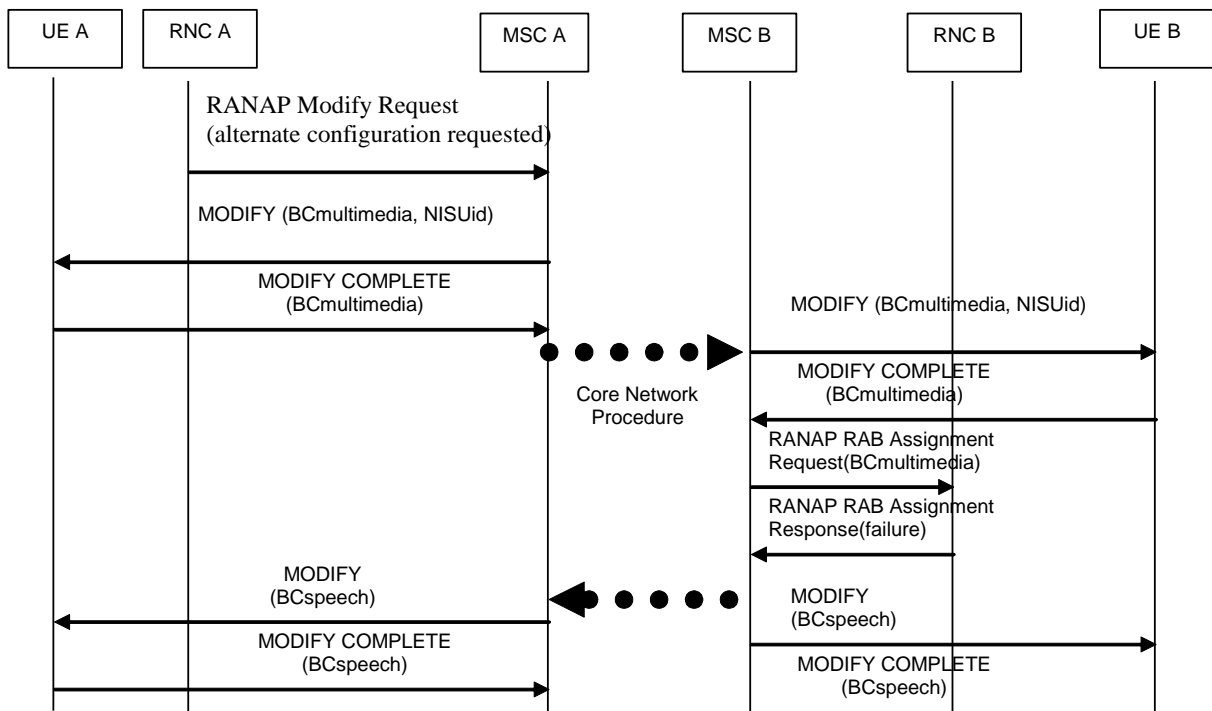 UE A
RNC A
MSC A
MSC B
RNC B
UE B
RANAP Modify Request
(alternate configuration requested)
MODIFY (BCmultimedia, NISUid)
MODIFY COMPLETE
(BCmultimedia)
MODIFY (BCmultimedia, NISUid)
Core Network
Procedure
MODIFY COMPLETE
(BCmultimedia)
RANAP RAB Assignment
Request(BCmultimedia)
RANAP RAB Assignment
Response(failure)
MODIFY
(BCspeech)
MODIFY
(BCspeech)
MODIFY COMPLETE
(BCspeech)
MODIFY COMPLETE
(BCspeech)